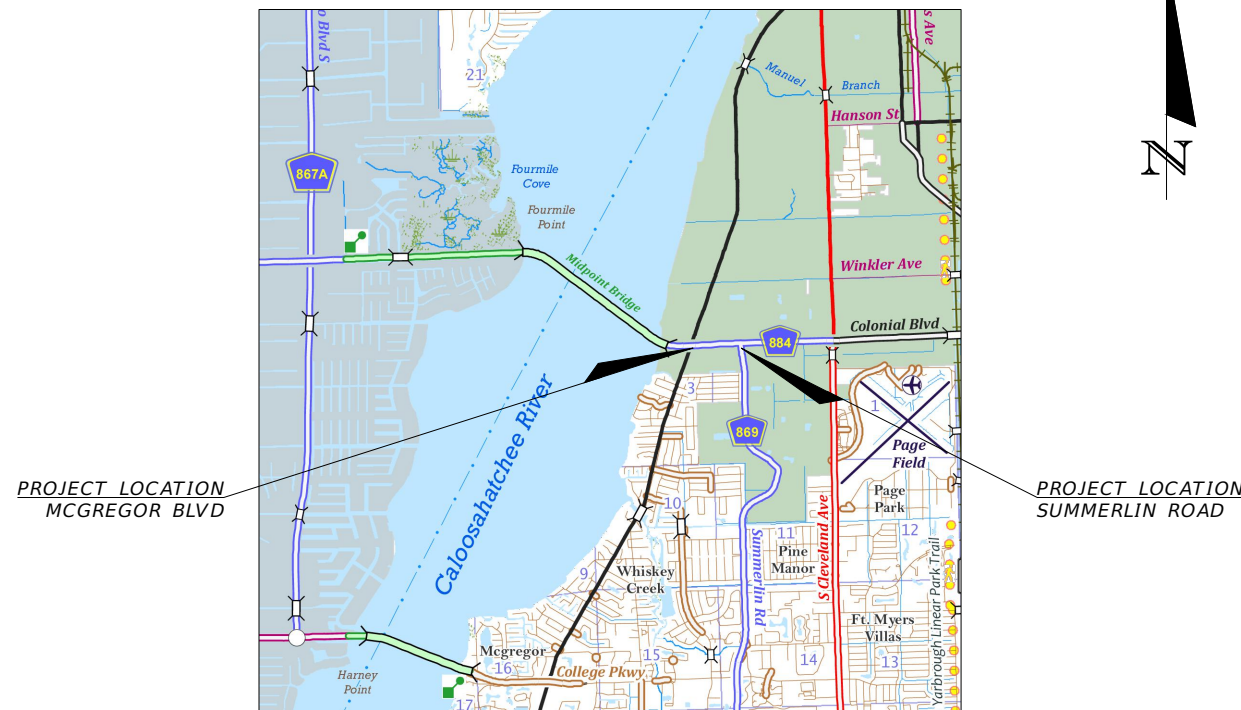 o Blvd S
21
s Ave
Manuel
Branch
Hanson St
N
867A
Fourmile
Cove
Fourmile
Point
Midpoint Bridge
Winkler Ave
Colonial Blvd
884
3
1
869
Page
Field
Caloosahatchee River
PROJECT LOCATION
MCGREGOR BLVD
PROJECT LOCATION
SUMMERLIN ROAD
Page
Park
10
11
12
Pine
Manor
S Cleveland Ave
Summerlin Rd
Yarbrough Linear Park Trail
9
Whiskey
Creek
Ft. Myers
Villas
Mcgregor
16
15
14
13
College Pkwy
Harney
Point
17